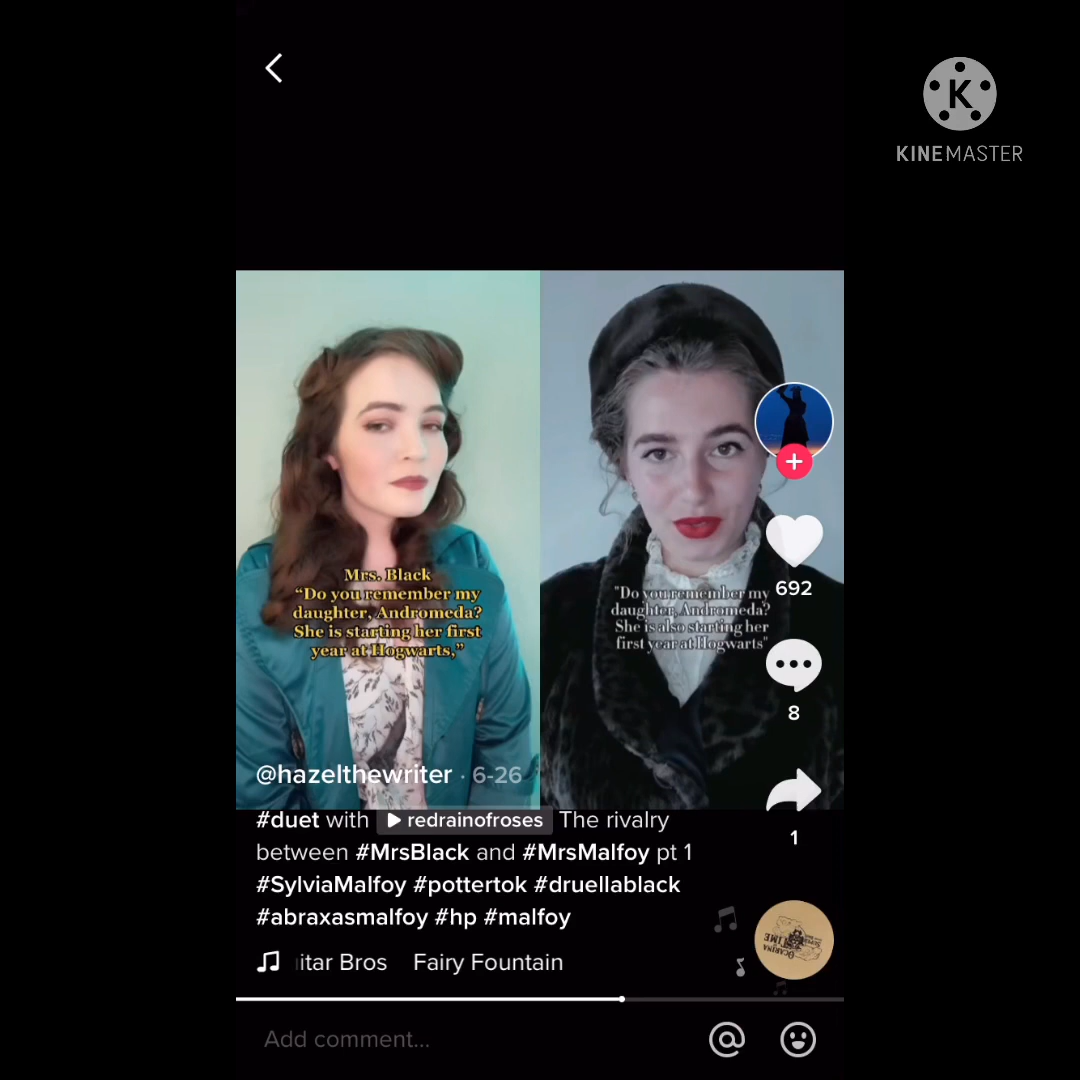 K
KINEMASTER
Mrs. Black
“Do you remember my
daughter, Andromeda?
She is starting her first
year at Hogwarts,”
"Do you remember my
daughter, Andromeda?
She is also starting her
first year at Hogwarts"
692
8
1
@hazelthewriter · 6-26
#duet with redrainofroses The rivalry
between #MrsBlack and #MrsMalfoy pt 1
#SylviaMalfoy #pottertok #druellablack
#abraxasmalfoy #hp #malfoy
itar Bros Fairy Fountain
OCARINA
TIME
Add comment...